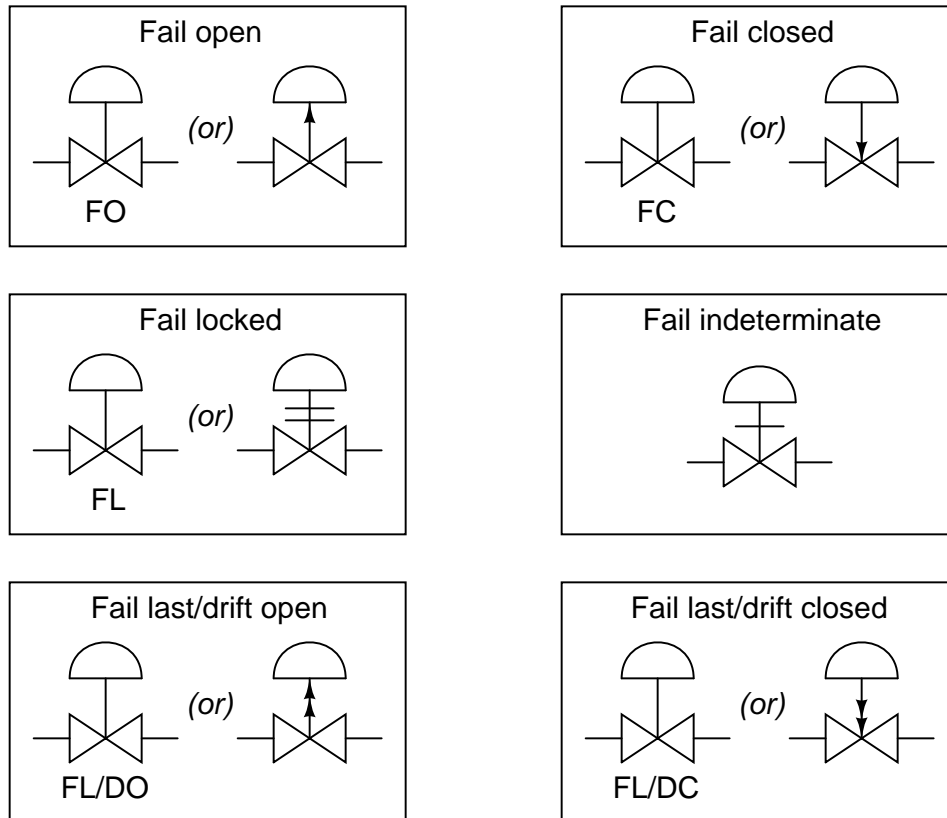 Fail open
(or)
FO
Fail closed
(or)
FC
Fail locked
(or)
FL
Fail indeterminate
Fail last/drift open
(or)
FL/DO
Fail last/drift closed
(or)
FL/DC